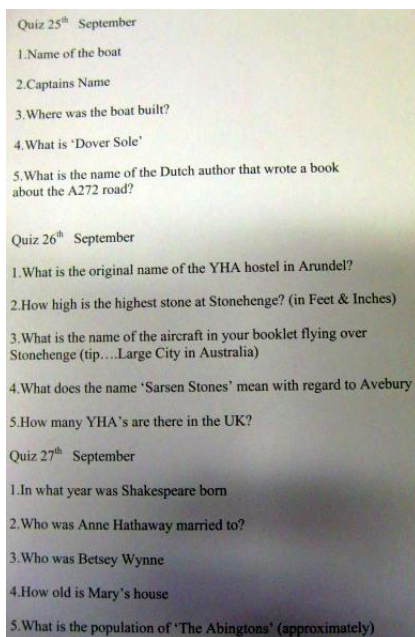 Quiz 25th September
1.Name of the boat
2.Captains Name
3.Where was the boat built?
4.What is ‘Dover Sole’
5.What is the name of the Dutch author that wrote a book
about the A272 road?
Quiz 26th September
1.What is the original name of the YHA hostel in Arundel?
2.How high is the highest stone at Stonehenge? (in Feet & Inches)
3.What is the name of the aircraft in your booklet flying over
Stonehenge (tip….Large City in Australia)
4.What does the name ‘Sarsen Stones’ mean with regard to Avebury
5.How many YHA’s are there in the UK?
Quiz 27th September
1.In what year was Shakespeare born
2.Who was Anne Hathaway married to?
3.Who was Betsey Wynne
4.How old is Mary’s house
5.What is the population of ‘The Abingtons’ (approximately)